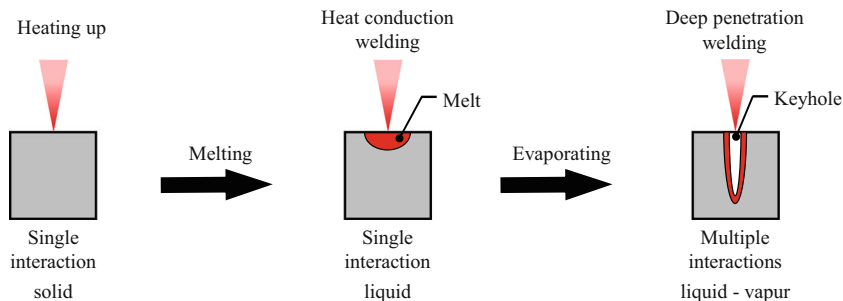 Heating up
Heat conduction
welding
Deep penetration
welding
Melt
Keyhole
Melting
Evaporating
Single
interaction
solid
Single
interaction
liquid
Multiple
interactions
liquid - vapur